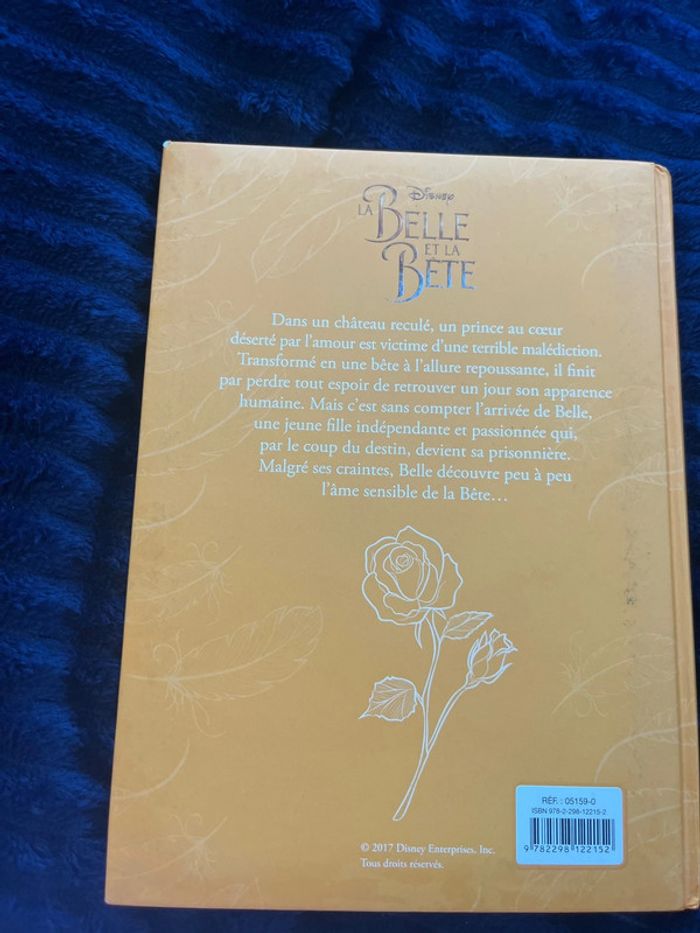 Disney
LA BELLE
ET LA
BÊTE
Dans un château reculé, un prince au cœur
déserté par l'amour est victime d'une terrible malédiction.
Transformé en une bête à l'allure repoussante, il finit
par perdre tout espoir de retrouver un jour son apparence
humaine. Mais c'est sans compter l'arrivée de Belle,
une jeune fille indépendante et passionnée qui,
par le coup du destin, devient sa prisonnière.
Malgré ses craintes, Belle découvre peu à peu
l'âme sensible de la Bête…
RÉF. : 05159-0
ISBN 978-2-298-12215-2
9 782298 122152
© 2017 Disney Enterprises, Inc.
Tous droits réservés.